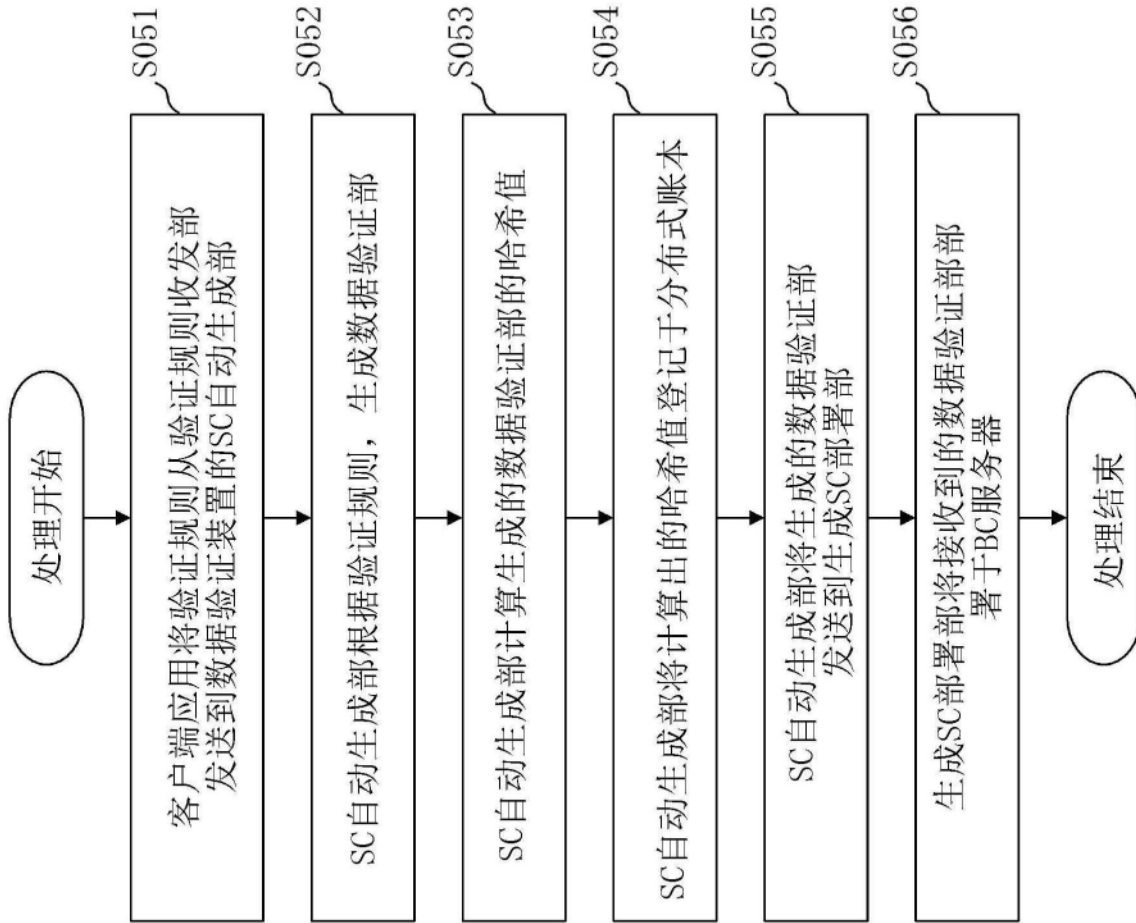 处理开始
S051
客户端应用将验证规则从验证规则收发部
发送到数据验证装置的SC自动生成部
S052
SC自动生成部根据验证规则，生成数据验证部
S053
SC自动生成部计算生成的数据验证部的哈希值
S054
SC自动生成部将计算出的哈希值登记于分布式账本
S055
SC自动生成部将生成的数据验证部
发送到生成SC部署部
S056
生成SC部署部将接收到的数据验证部部
署于BC服务器
处理结束